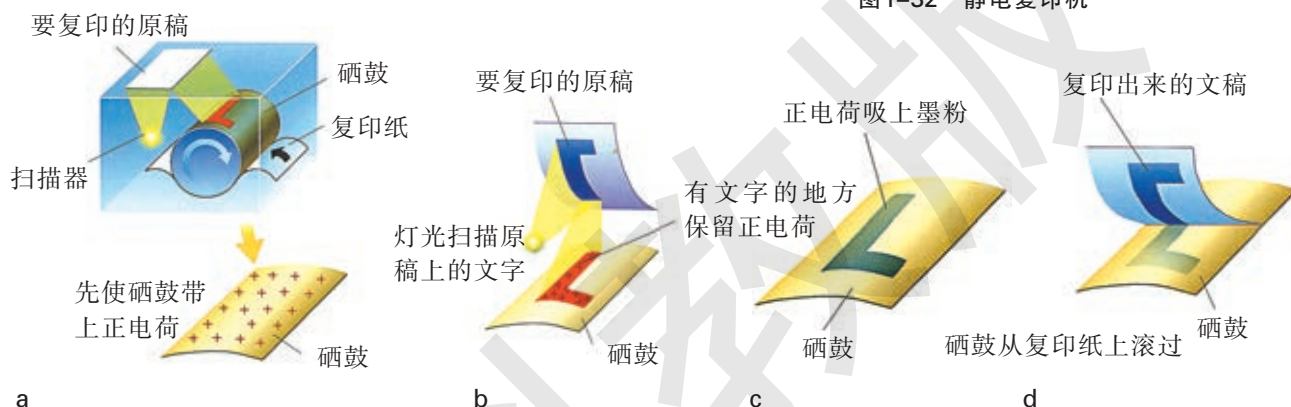 图1-32 静电复印机
要复印的原稿
硒鼓
复印纸
扫描器
先使硒鼓带
上正电荷
硒鼓
a
要复印的原稿
灯光扫描原
稿上的文字
有文字的地方
保留正电荷
硒鼓
b
正电荷吸上墨粉
硒鼓
c
复印出来的文稿
硒鼓
硒鼓从复印纸上滚过
d
教版